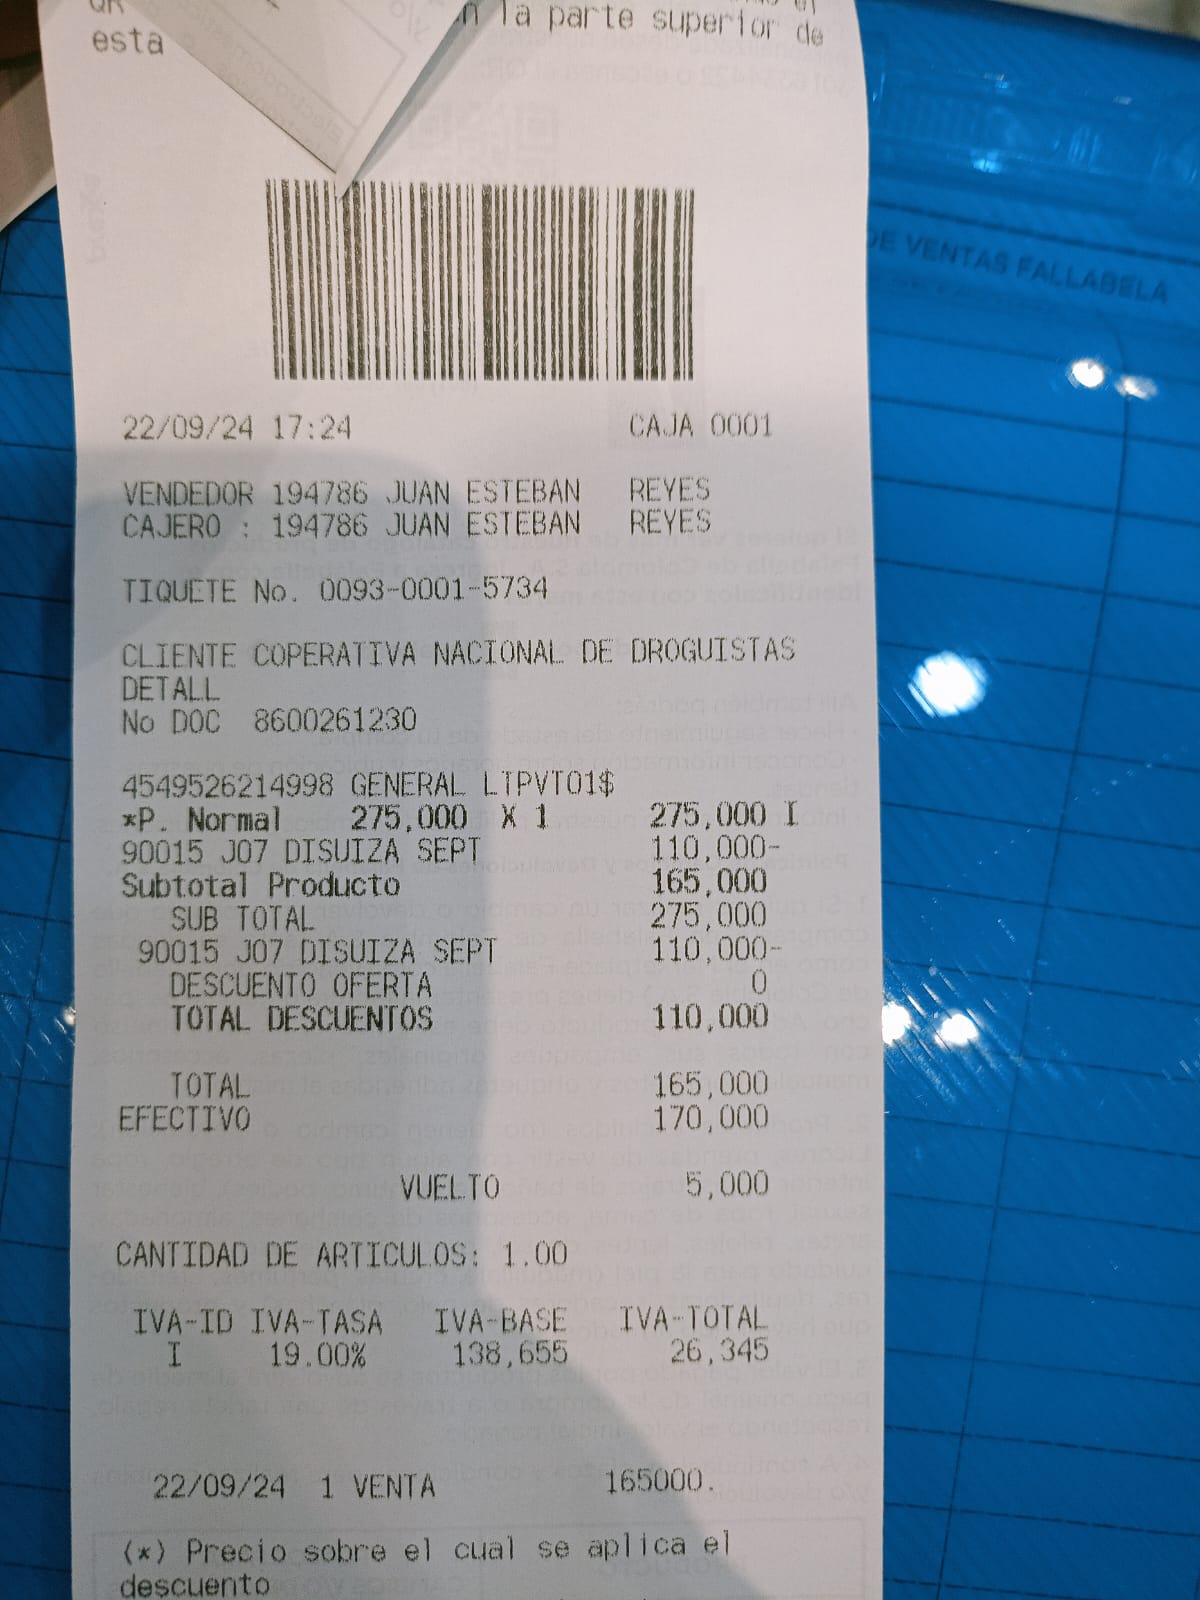 QR
n la parte superior de
esta
22/09/24 17:24 CAJA 0001
VENDEDOR 194786 JUAN ESTEBAN REYES
CAJERO : 194786 JUAN ESTEBAN REYES
TIQUETE No. 0093-0001-5734
CLIENTE COPERATIVA NACIONAL DE DROGUISTAS
DETALL
No DOC 8600261230
4549526214998 GENERAL LTPVT01$
*P. Normal 275,000 X 1 275,000 I
90015 J07 DISUIZA SEPT 110,000-
Subtotal Producto 165,000
SUB TOTAL 275,000
90015 J07 DISUIZA SEPT 110,000-
DESCUENTO OFERTA 0
TOTAL DESCUENTOS 110,000
TOTAL 165,000
EFECTIVO 170,000
VUELTO 5,000
CANTIDAD DE ARTICULOS: 1.00
IVA-ID IVA-TASA IVA-BASE IVA-TOTAL
I 19.00% 138,655 26,345
22/09/24 1 VENTA 165000.
(*) Precio sobre el cual se aplica el
descuento
DE VENTAS FALLABELA